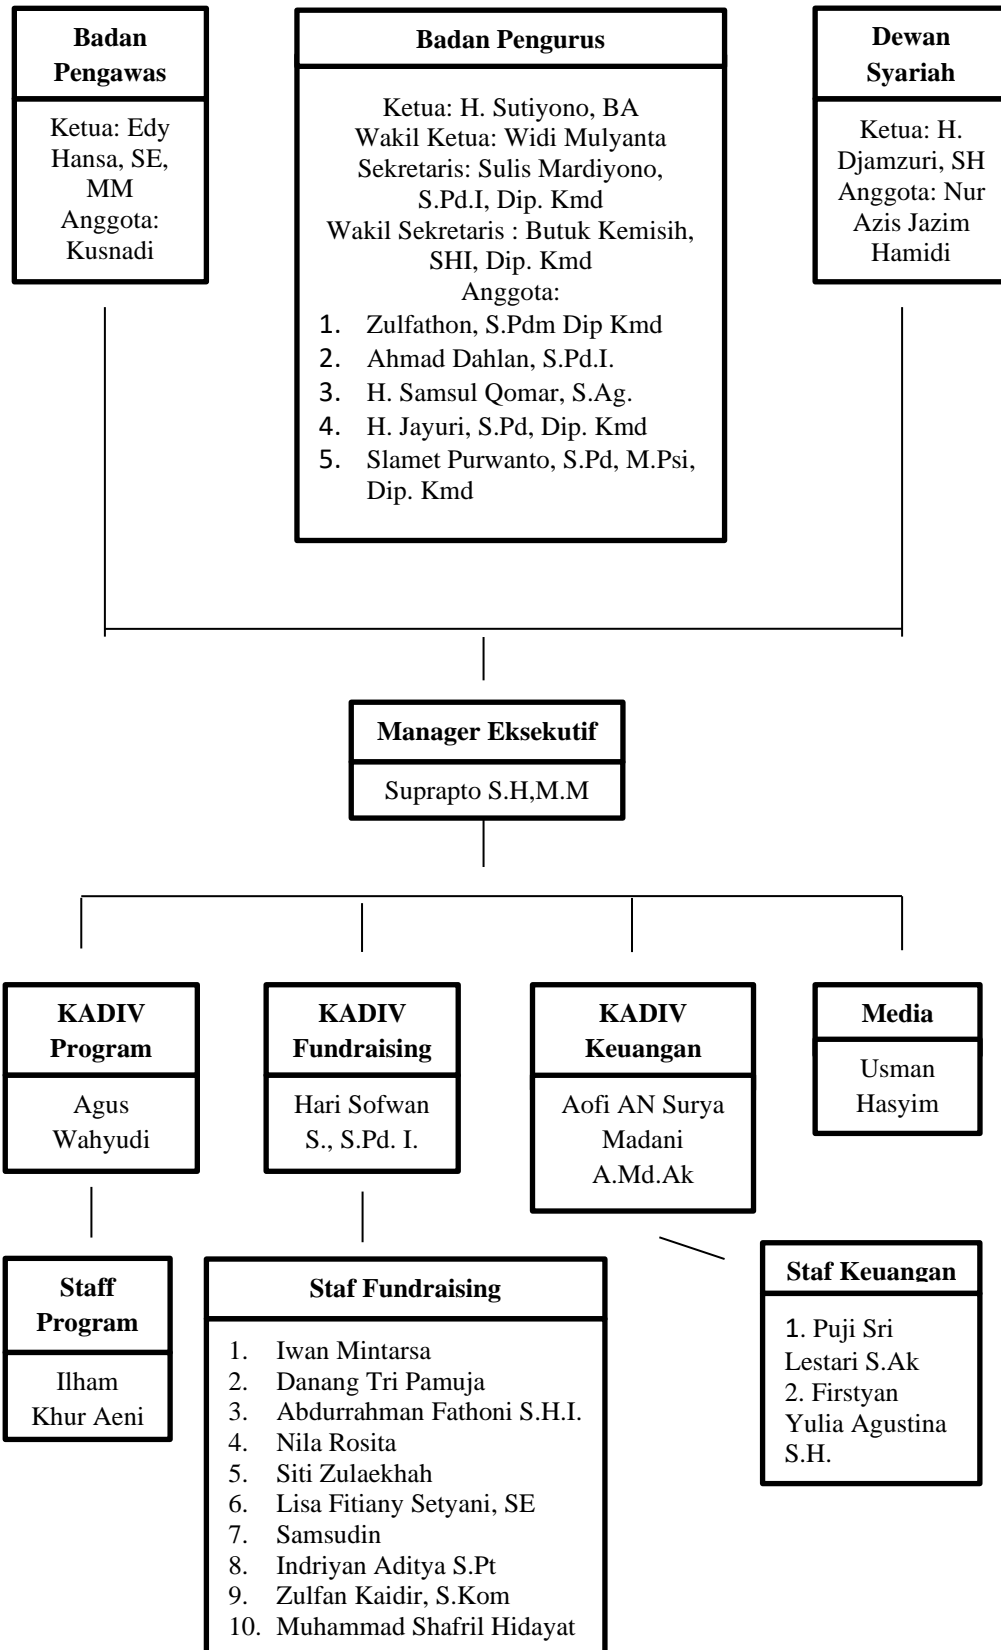 Badan
Pengawas
Ketua: Edy
Hansa, SE,
MM
Anggota:
Kusnadi
Badan Pengurus
Ketua: H. Sutiyono, BA
Wakil Ketua: Widi Mulyanta
Sekretaris: Sulis Mardiyono,
S.Pd.I, Dip. Kmd
Wakil Sekretaris : Butuk Kemisih,
SHI, Dip. Kmd
Anggota:
1. Zulfathon, S.Pdm Dip Kmd
2. Ahmad Dahlan, S.Pd.I.
3. H. Samsul Qomar, S.Ag.
4. H. Jayuri, S.Pd, Dip. Kmd
5. Slamet Purwanto, S.Pd, M.Psi,
Dip. Kmd
Dewan
Syariah
Ketua: H.
Djamzuri, SH
Anggota: Nur
Azis Jazim
Hamidi
Manager Eksekutif
Suprapto S.H,M.M
KADIV
Program
Agus
Wahyudi
KADIV
Fundraising
Hari Sofwan
S., S.Pd. I.
KADIV
Keuangan
Aofi AN Surya
Madani
A.Md.Ak
Media
Usman
Hasyim
Staff
Program
Ilham
Khur Aeni
Staf Fundraising
1. Iwan Mintarsa
2. Danang Tri Pamuja
3. Abdurrahman Fathoni S.H.I.
4. Nila Rosita
5. Siti Zulaekhah
6. Lisa Fitiany Setyani, SE
7. Samsudin
8. Indriyan Aditya S.Pt
9. Zulfan Kaidir, S.Kom
10. Muhammad Shafril Hidayat
Staf Keuangan
1. Puji Sri
Lestari S.Ak
2. Firstyan
Yulia Agustina
S.H.